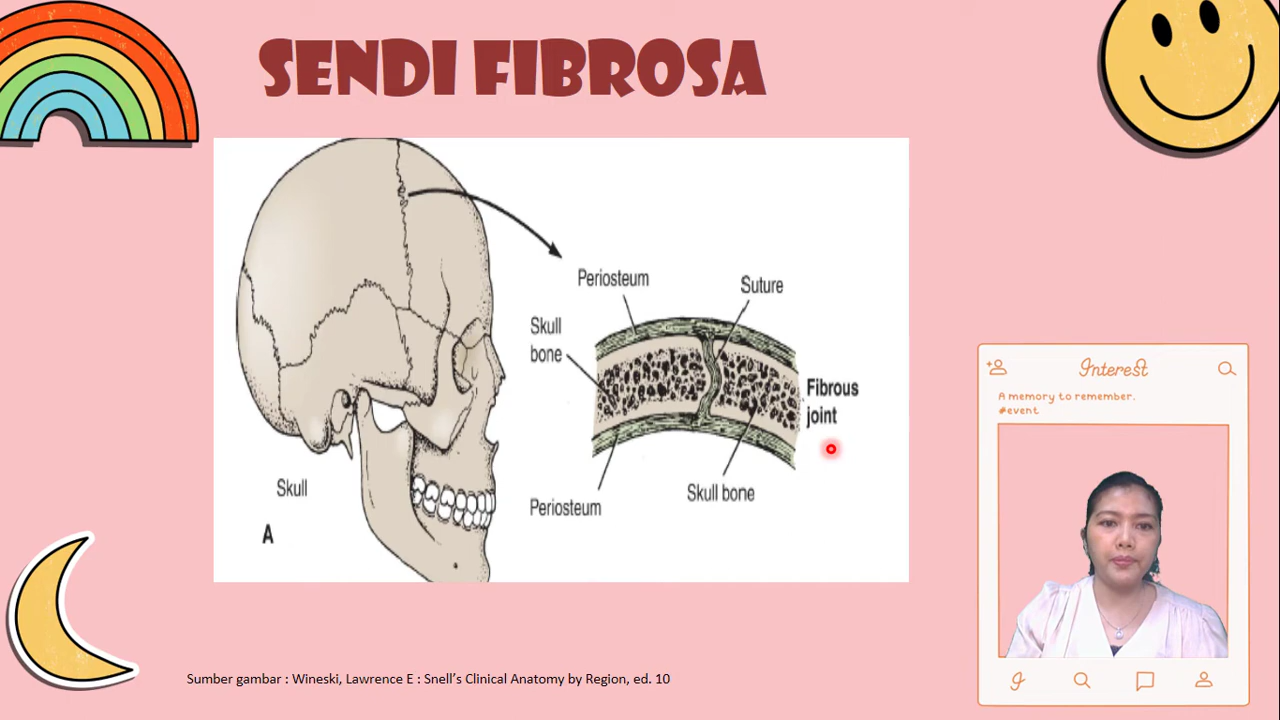 SENDI FIBROSA
Periosteum
Suture
Skull
bone
Fibrous
joint
Skull
Periosteum
Skull bone
A
Interest
A memory to remember.
#event
Sumber gambar : Wineski, Lawrence E : Snell's Clinical Anatomy by Region, ed. 10